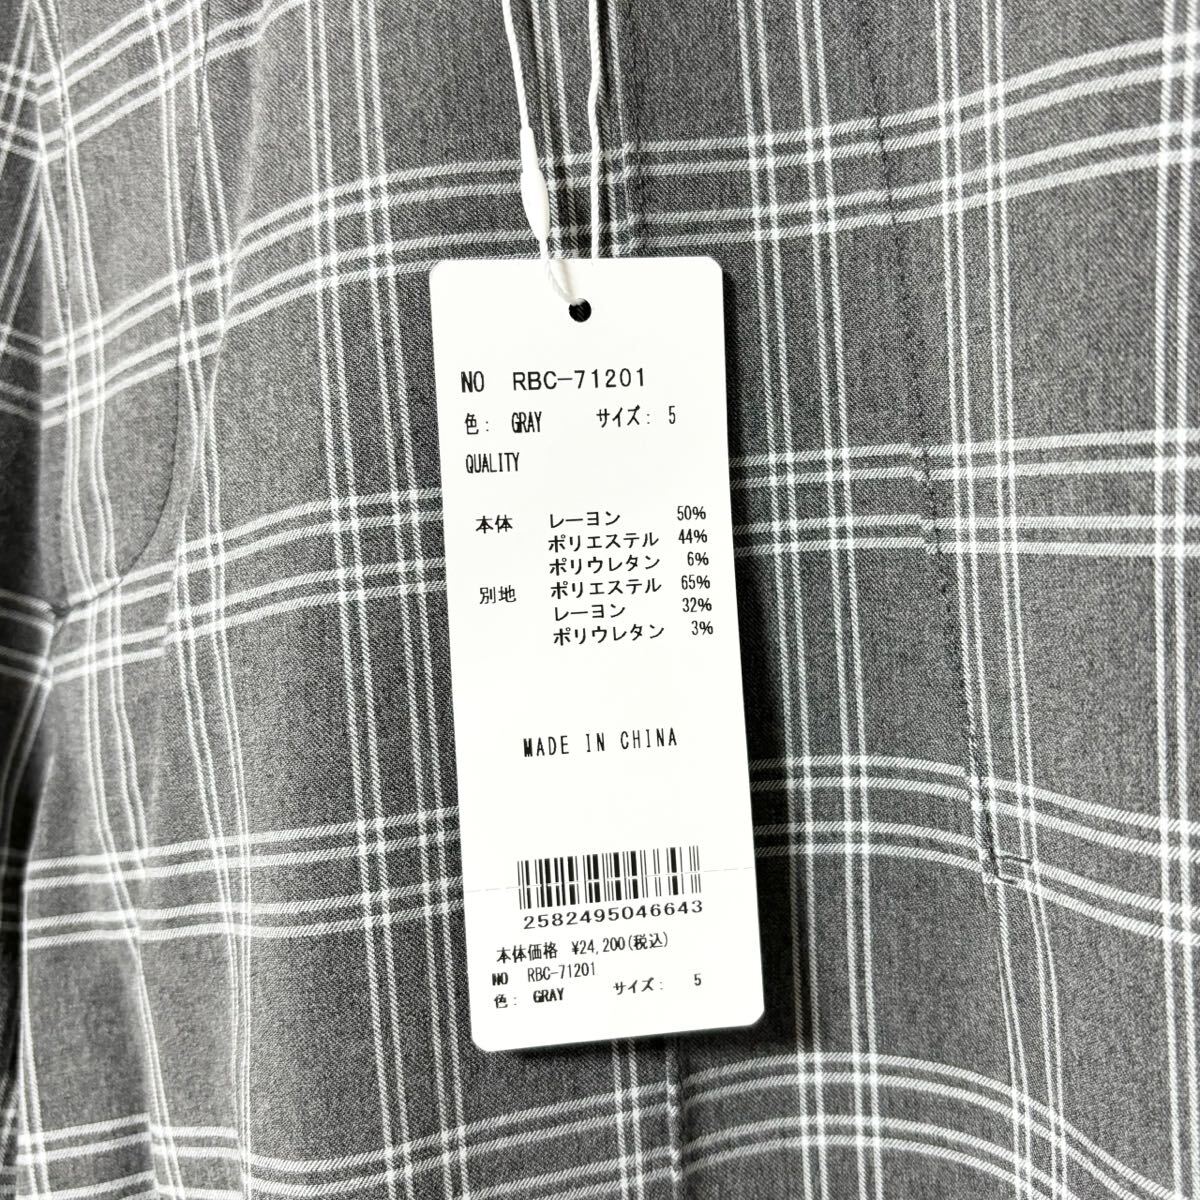 NO RBC-71201
色： GRAY サイズ： 5
QUALITY
本体 レーヨン 50%
ポリエステル 44%
ポリウレタン 6%
別地 ポリエステル 65%
レーヨン 32%
ポリウレタン 3%
MADE IN CHINA
2582495046643
本体価格 ¥24,200(税込)
NO RBC-71201
色： GRAY サイズ： 5